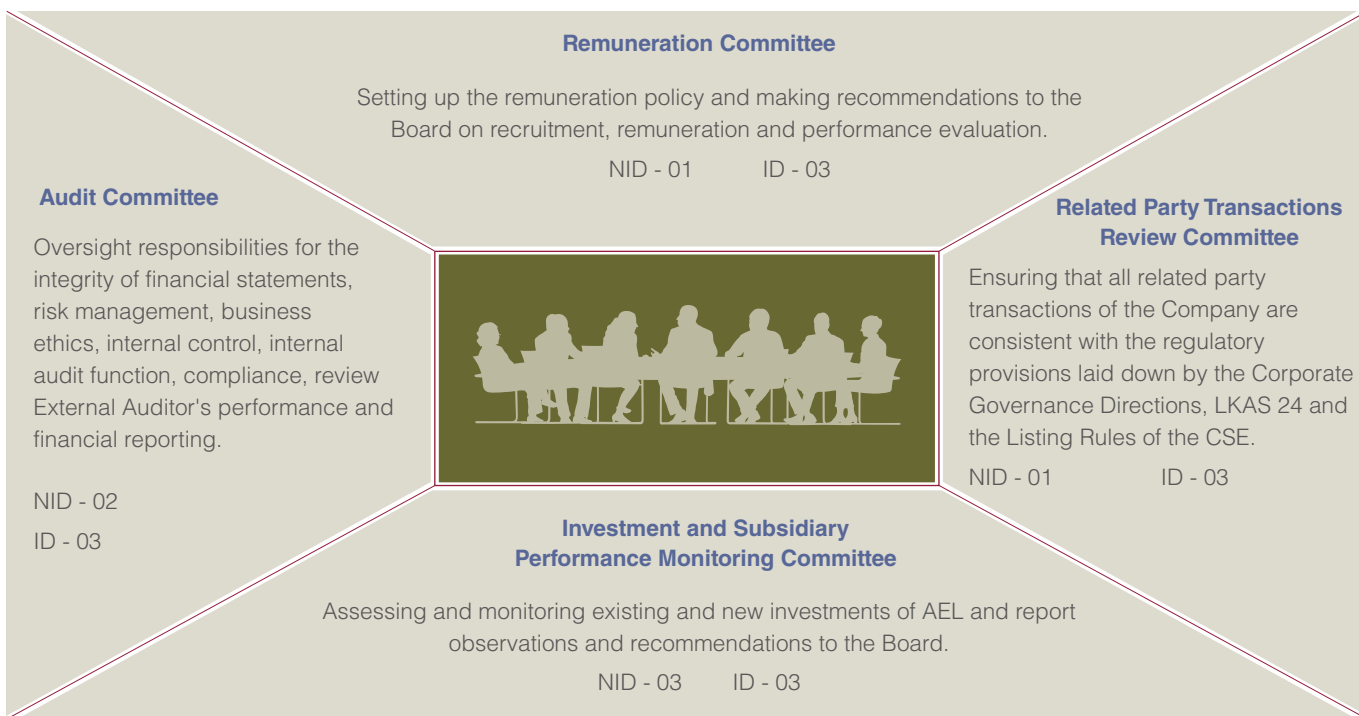 Remuneration Committee
Setting up the remuneration policy and making recommendations to the
Board on recruitment, remuneration and performance evaluation.
NID - 01 ID - 03
Audit Committee
Oversight responsibilities for the
integrity of financial statements,
risk management, business
ethics, internal control, internal
audit function, compliance, review
External Auditor's performance and
financial reporting.
NID - 02
ID - 03
Related Party Transactions
Review Committee
Ensuring that all related party
transactions of the Company are
consistent with the regulatory
provisions laid down by the Corporate
Governance Directions, LKAS 24 and
the Listing Rules of the CSE.
NID - 01 ID - 03
Investment and Subsidiary
Performance Monitoring Committee
Assessing and monitoring existing and new investments of AEL and report
observations and recommendations to the Board.
NID - 03 ID - 03